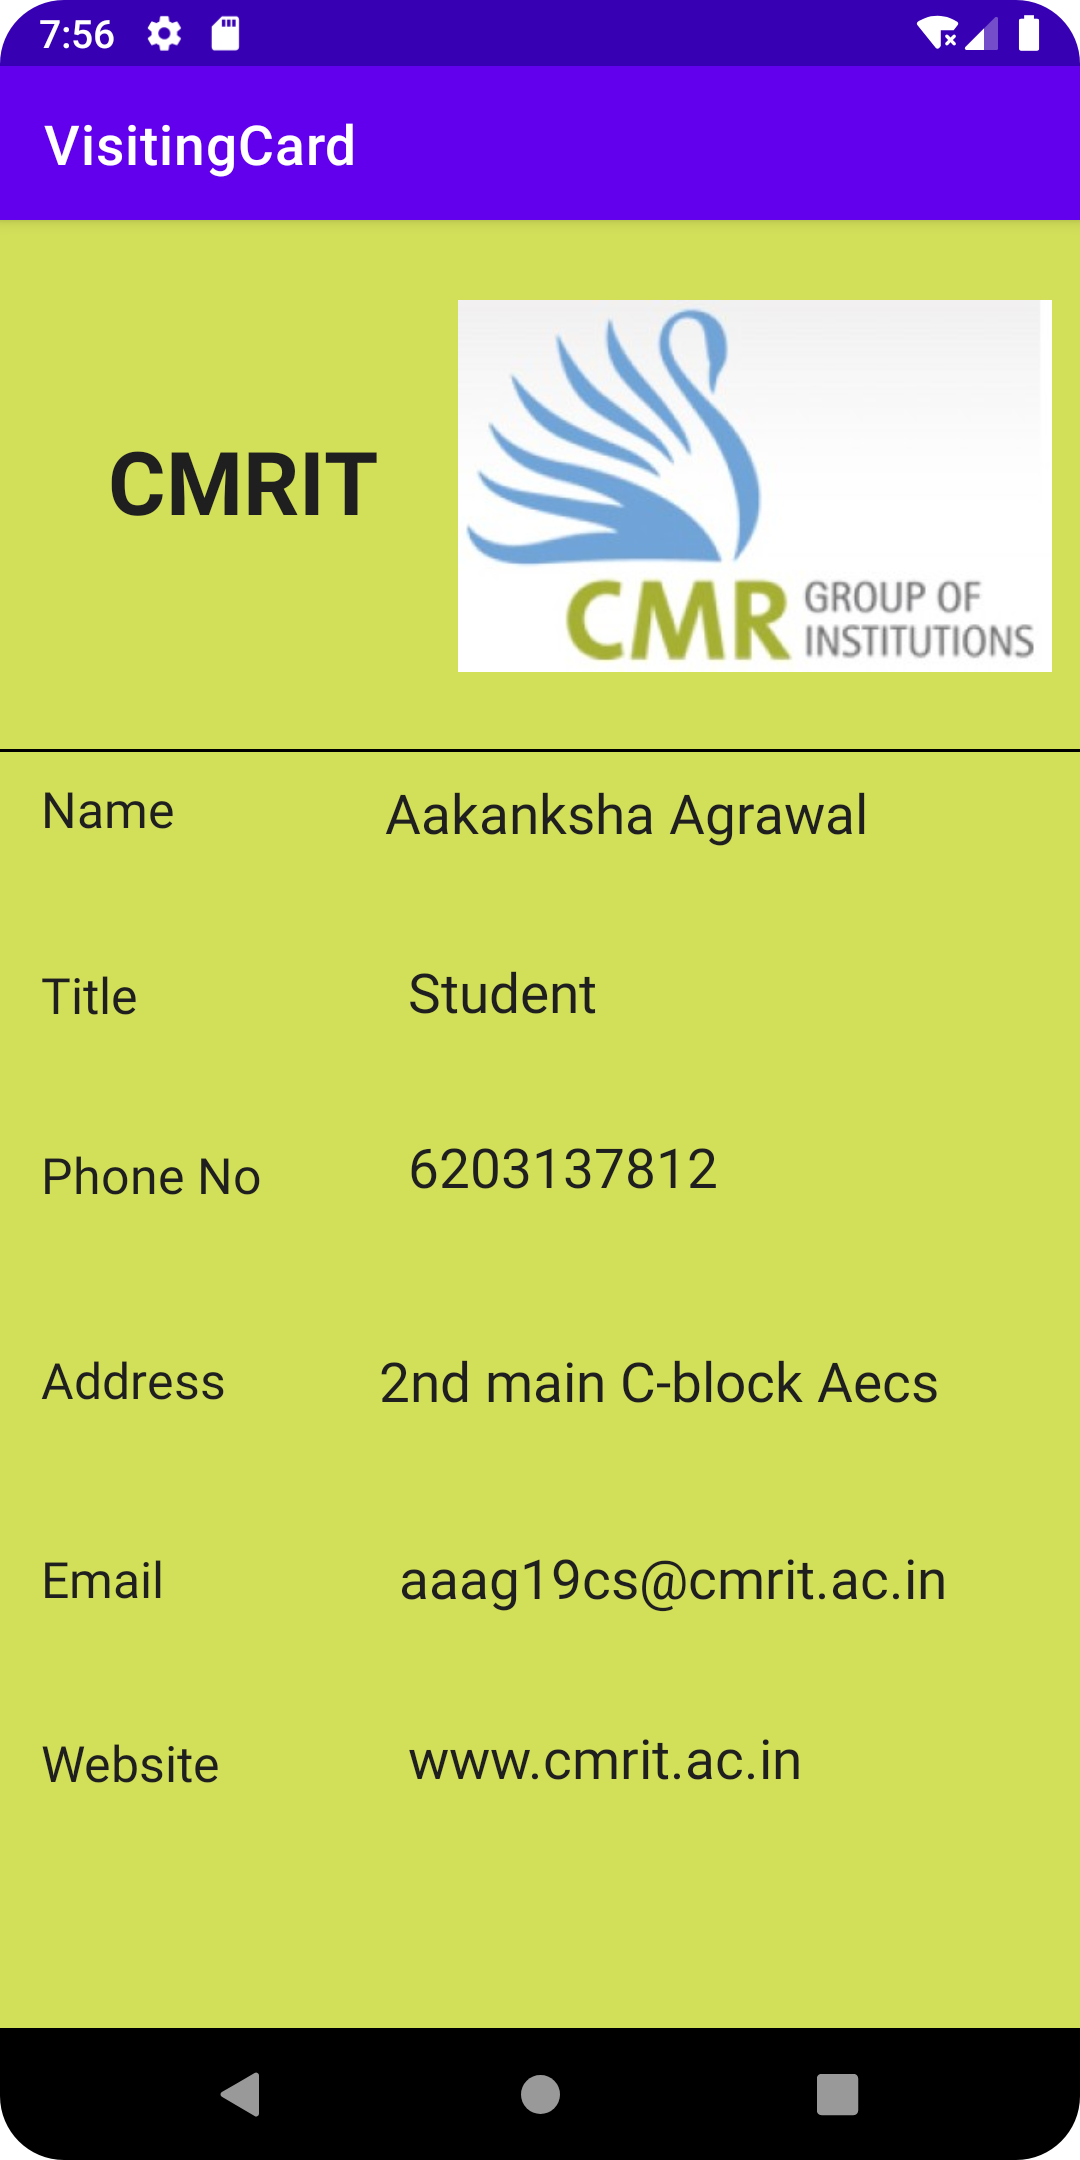 7:56
VisitingCard
CMRIT
CMR GROUP OF
INSTITUTIONS
Name Aakanksha Agrawal
Title Student
Phone No 6203137812
Address 2nd main C-block Aecs
Email aaag19cs@cmrit.ac.in
Website www.cmrit.ac.in